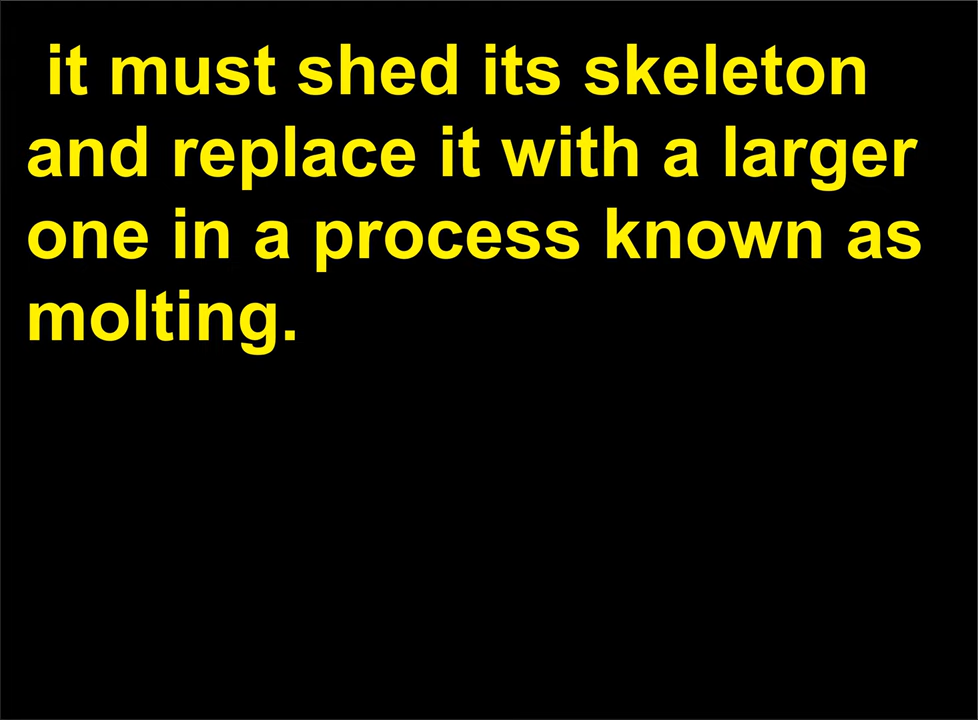 it must shed its skeleton
and replace it with a larger
one in a process known as
molting.